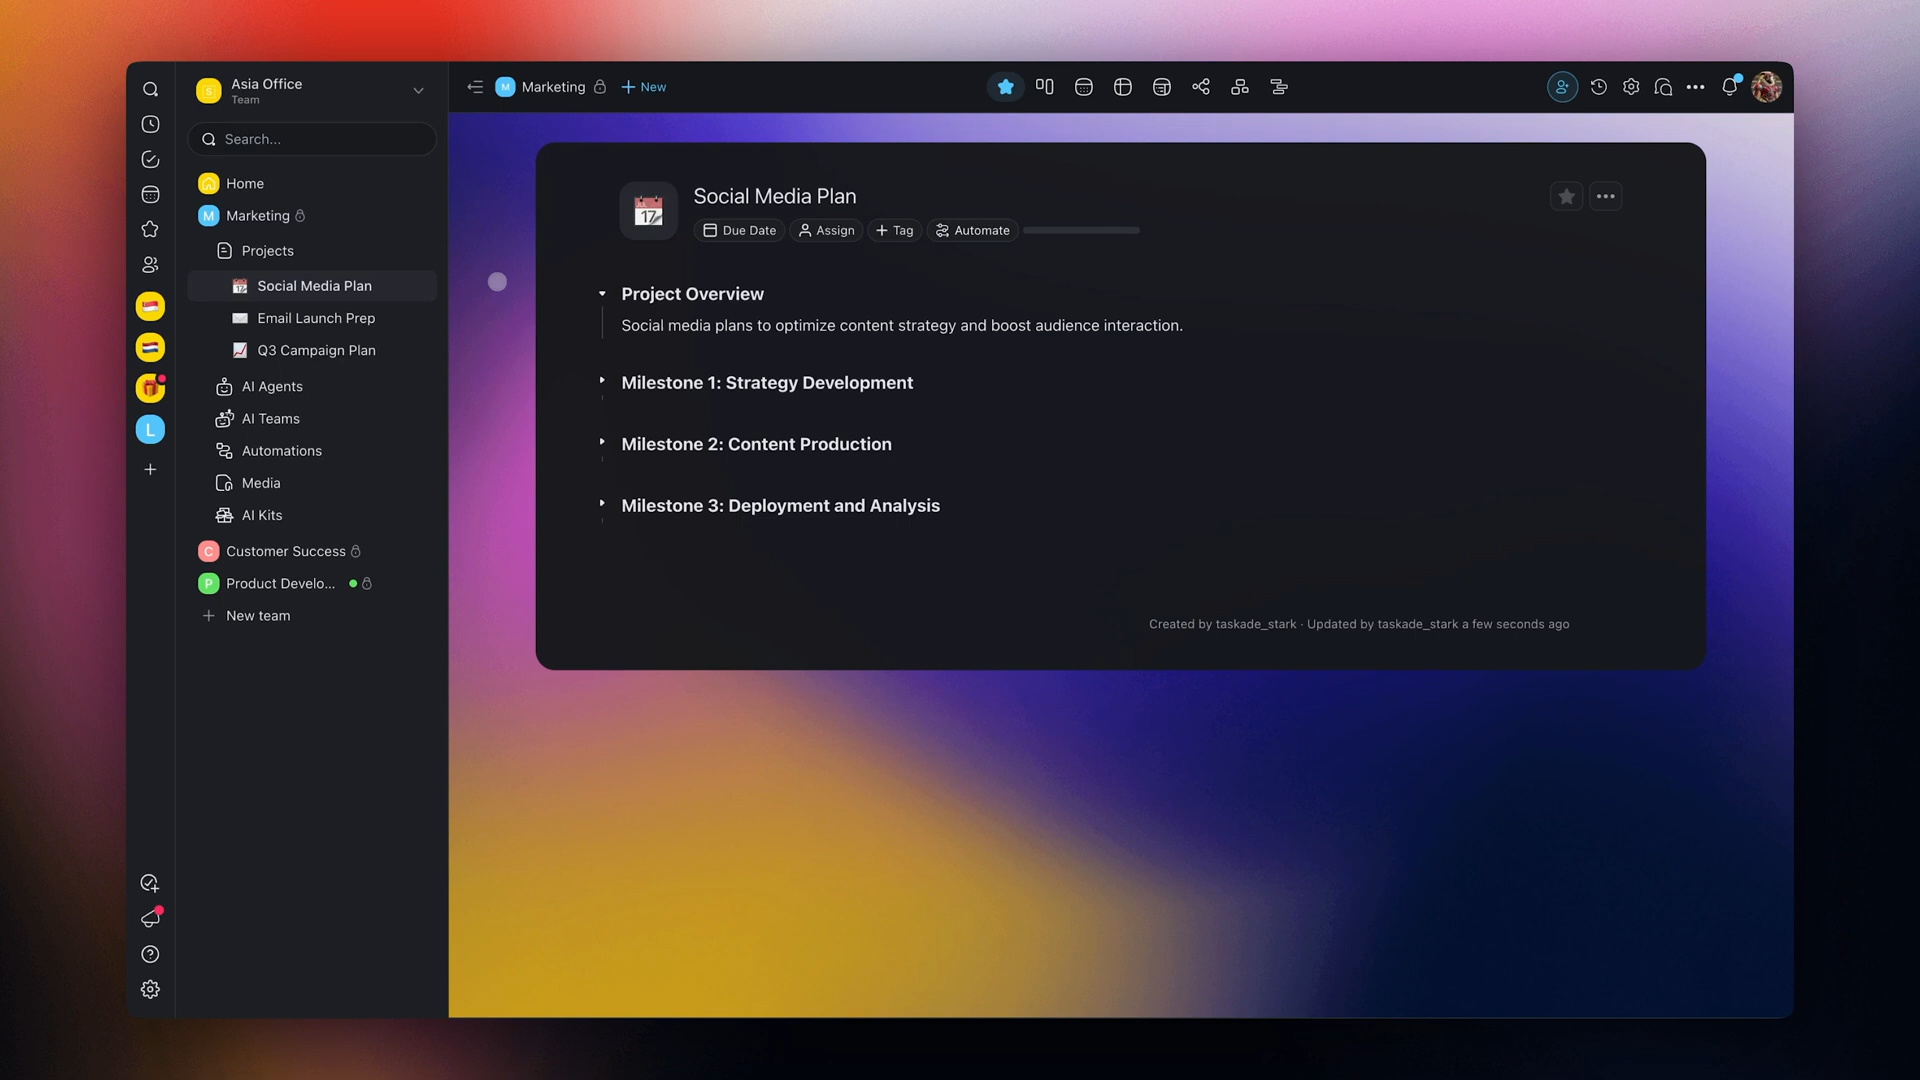 Asia Office
Team
Search...
Home
M Marketing
Projects
Social Media Plan
Email Launch Prep
Q3 Campaign Plan
AI Agents
AI Teams
Automations
Media
AI Kits
C Customer Success
P Product Develo...
New team
L
M Marketing
New
17
Social Media Plan
Due Date
Assign
Tag
Automate
Project Overview
Social media plans to optimize content strategy and boost audience interaction.
Milestone 1: Strategy Development
Milestone 2: Content Production
Milestone 3: Deployment and Analysis
Created by taskade_stark · Updated by taskade_stark a few seconds ago